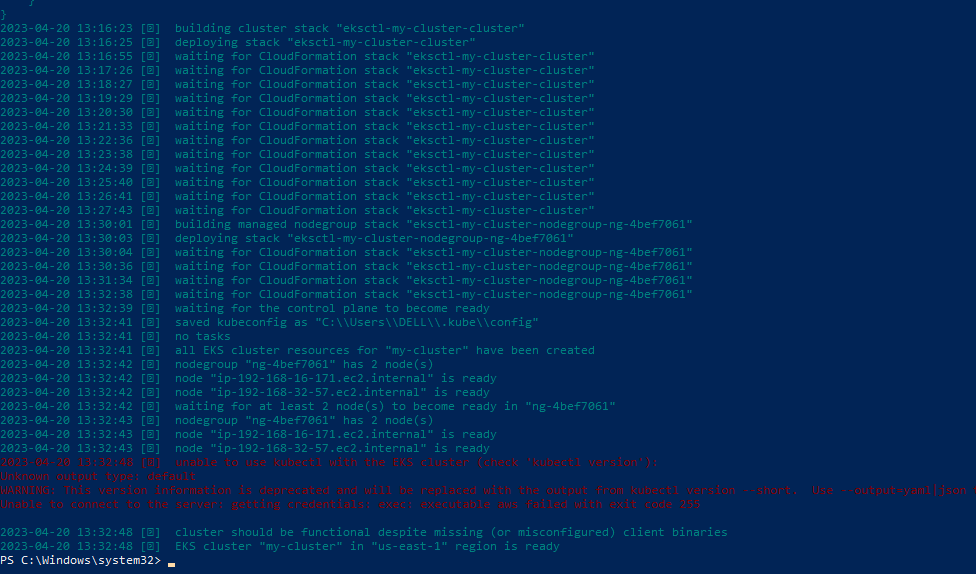 }
}
2023-04-20 13:16:23 [ℹ]  building cluster stack "eksctl-my-cluster-cluster"
2023-04-20 13:16:25 [ℹ]  deploying stack "eksctl-my-cluster-cluster"
2023-04-20 13:16:55 [ℹ]  waiting for CloudFormation stack "eksctl-my-cluster-cluster"
2023-04-20 13:17:26 [ℹ]  waiting for CloudFormation stack "eksctl-my-cluster-cluster"
2023-04-20 13:18:27 [ℹ]  waiting for CloudFormation stack "eksctl-my-cluster-cluster"
2023-04-20 13:19:29 [ℹ]  waiting for CloudFormation stack "eksctl-my-cluster-cluster"
2023-04-20 13:20:30 [ℹ]  waiting for CloudFormation stack "eksctl-my-cluster-cluster"
2023-04-20 13:21:33 [ℹ]  waiting for CloudFormation stack "eksctl-my-cluster-cluster"
2023-04-20 13:22:36 [ℹ]  waiting for CloudFormation stack "eksctl-my-cluster-cluster"
2023-04-20 13:23:38 [ℹ]  waiting for CloudFormation stack "eksctl-my-cluster-cluster"
2023-04-20 13:24:39 [ℹ]  waiting for CloudFormation stack "eksctl-my-cluster-cluster"
2023-04-20 13:25:40 [ℹ]  waiting for CloudFormation stack "eksctl-my-cluster-cluster"
2023-04-20 13:26:41 [ℹ]  waiting for CloudFormation stack "eksctl-my-cluster-cluster"
2023-04-20 13:27:43 [ℹ]  waiting for CloudFormation stack "eksctl-my-cluster-cluster"
2023-04-20 13:30:01 [ℹ]  building managed nodegroup stack "eksctl-my-cluster-nodegroup-ng-4bef7061"
2023-04-20 13:30:03 [ℹ]  deploying stack "eksctl-my-cluster-nodegroup-ng-4bef7061"
2023-04-20 13:30:04 [ℹ]  waiting for CloudFormation stack "eksctl-my-cluster-nodegroup-ng-4bef7061"
2023-04-20 13:30:36 [ℹ]  waiting for CloudFormation stack "eksctl-my-cluster-nodegroup-ng-4bef7061"
2023-04-20 13:31:34 [ℹ]  waiting for CloudFormation stack "eksctl-my-cluster-nodegroup-ng-4bef7061"
2023-04-20 13:32:38 [ℹ]  waiting for CloudFormation stack "eksctl-my-cluster-nodegroup-ng-4bef7061"
2023-04-20 13:32:39 [ℹ]  waiting for the control plane to become ready
2023-04-20 13:32:41 [ℹ]  saved kubeconfig as "C:\\Users\\DELL\\.kube\\config"
2023-04-20 13:32:41 [ℹ]  no tasks
2023-04-20 13:32:41 [ℹ]  all EKS cluster resources for "my-cluster" have been created
2023-04-20 13:32:42 [ℹ]  nodegroup "ng-4bef7061" has 2 node(s)
2023-04-20 13:32:42 [ℹ]  node "ip-192-168-16-171.ec2.internal" is ready
2023-04-20 13:32:42 [ℹ]  node "ip-192-168-32-57.ec2.internal" is ready
2023-04-20 13:32:42 [ℹ]  waiting for at least 2 node(s) to become ready in "ng-4bef7061"
2023-04-20 13:32:43 [ℹ]  nodegroup "ng-4bef7061" has 2 node(s)
2023-04-20 13:32:43 [ℹ]  node "ip-192-168-16-171.ec2.internal" is ready
2023-04-20 13:32:43 [ℹ]  node "ip-192-168-32-57.ec2.internal" is ready
2023-04-20 13:32:48 [ℹ]  unable to use kubectl with the EKS cluster (check 'kubectl version'):
Unknown output type: default
WARNING: This version information is deprecated and will be replaced with the output from kubectl version --short.  Use --output=yaml|json
Unable to connect to the server: getting credentials: exec: executable aws failed with exit code 255
2023-04-20 13:32:48 [ℹ]  cluster should be functional despite missing (or misconfigured) client binaries
2023-04-20 13:32:48 [ℹ]  EKS cluster "my-cluster" in "us-east-1" region is ready
PS C:\Windows\system32>